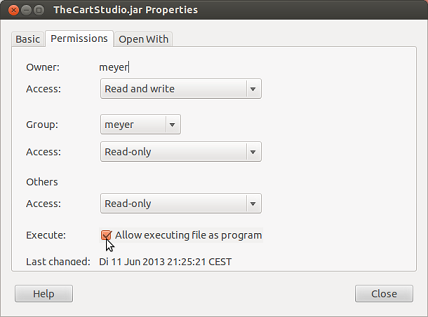 TheCartStudio.jar Properties
Basic Permissions Open With
Owner: meyer
Access: Read and write
Group: meyer
Access: Read-only
Others
Access: Read-only
Execute: Allow executing file as program
Last changed: Di 11 Jun 2013 21:25:21 CEST
Help Close